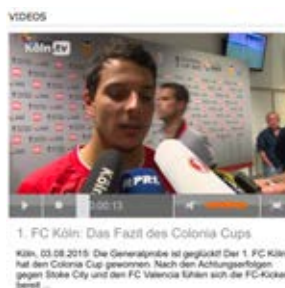 VIDEOS
Köln.tv
Köln
PRL
0:00:13
1. FC Köln: Das Fazit des Colonia Cups
Köln, 03.08.2015: Die Generalprobe ist geglückt! Der 1. FC Köln
hat den Colonia Cup gewonnen. Nach den Achtungserfolgen
gegen Stoke City und den FC Valencia fühlen sich die FC-Kicker
bereit ...